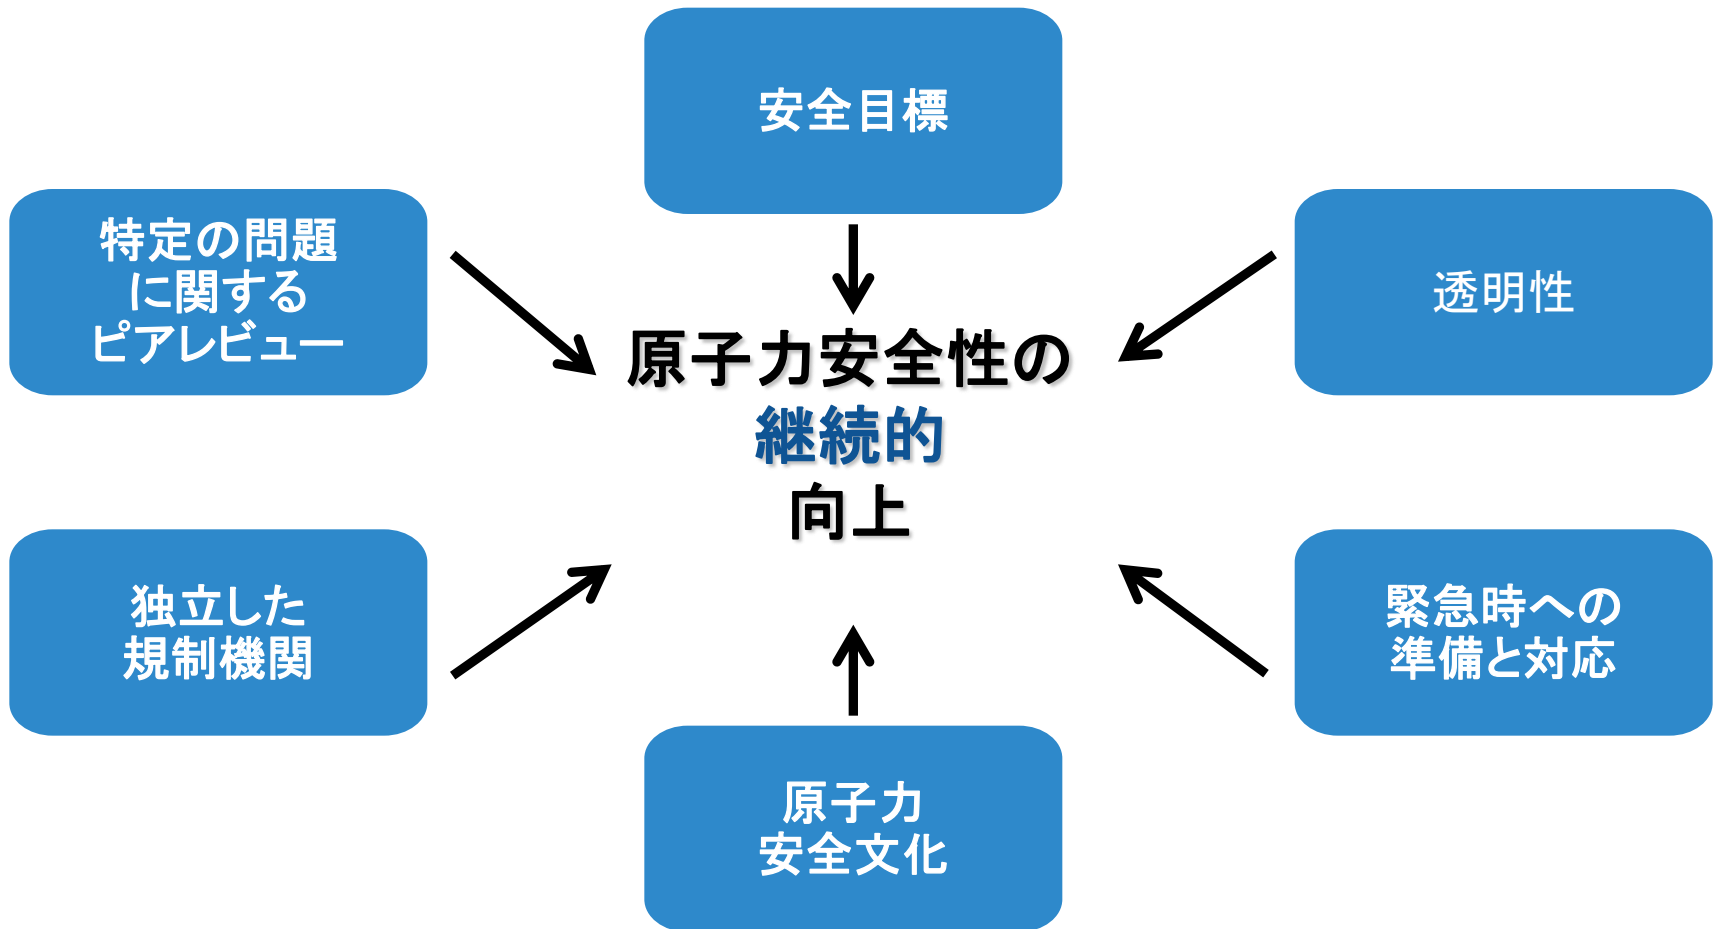 安全目標
特定の問題
に関する
ピアレビュー
透明性
原子力安全性の
継続的
向上
独立した
規制機関
緊急時への
準備と対応
原子力
安全文化